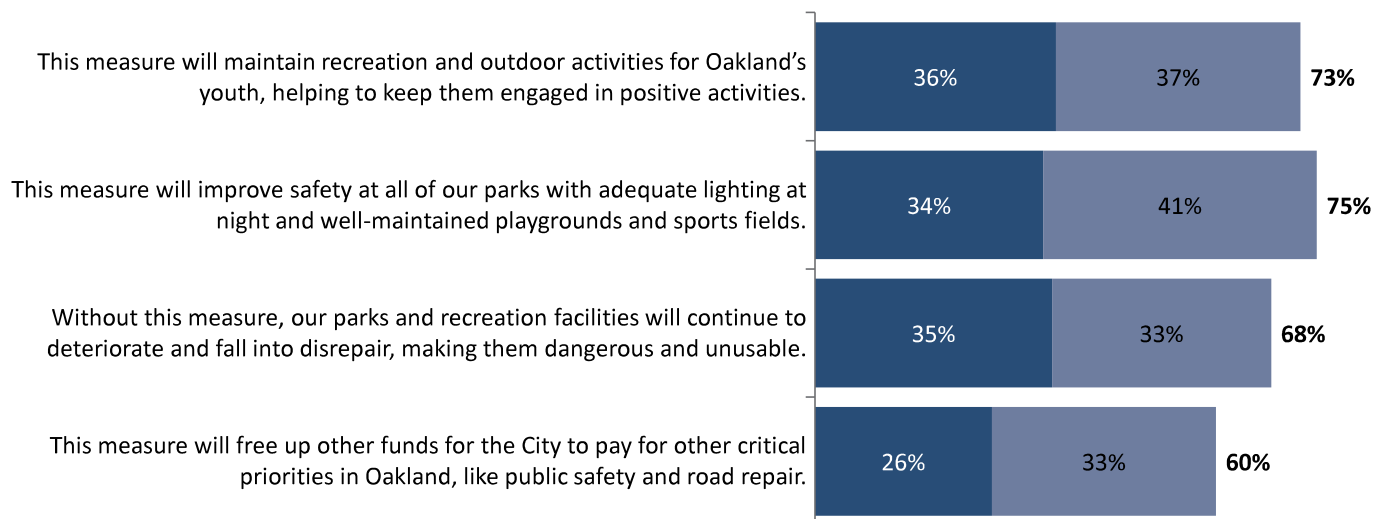 This measure will maintain recreation and outdoor activities for Oakland’s
youth, helping to keep them engaged in positive activities.
36%
37%
73%
This measure will improve safety at all of our parks with adequate lighting at
night and well-maintained playgrounds and sports fields.
34%
41%
75%
Without this measure, our parks and recreation facilities will continue to
deteriorate and fall into disrepair, making them dangerous and unusable.
35%
33%
68%
This measure will free up other funds for the City to pay for other critical
priorities in Oakland, like public safety and road repair.
26%
33%
60%